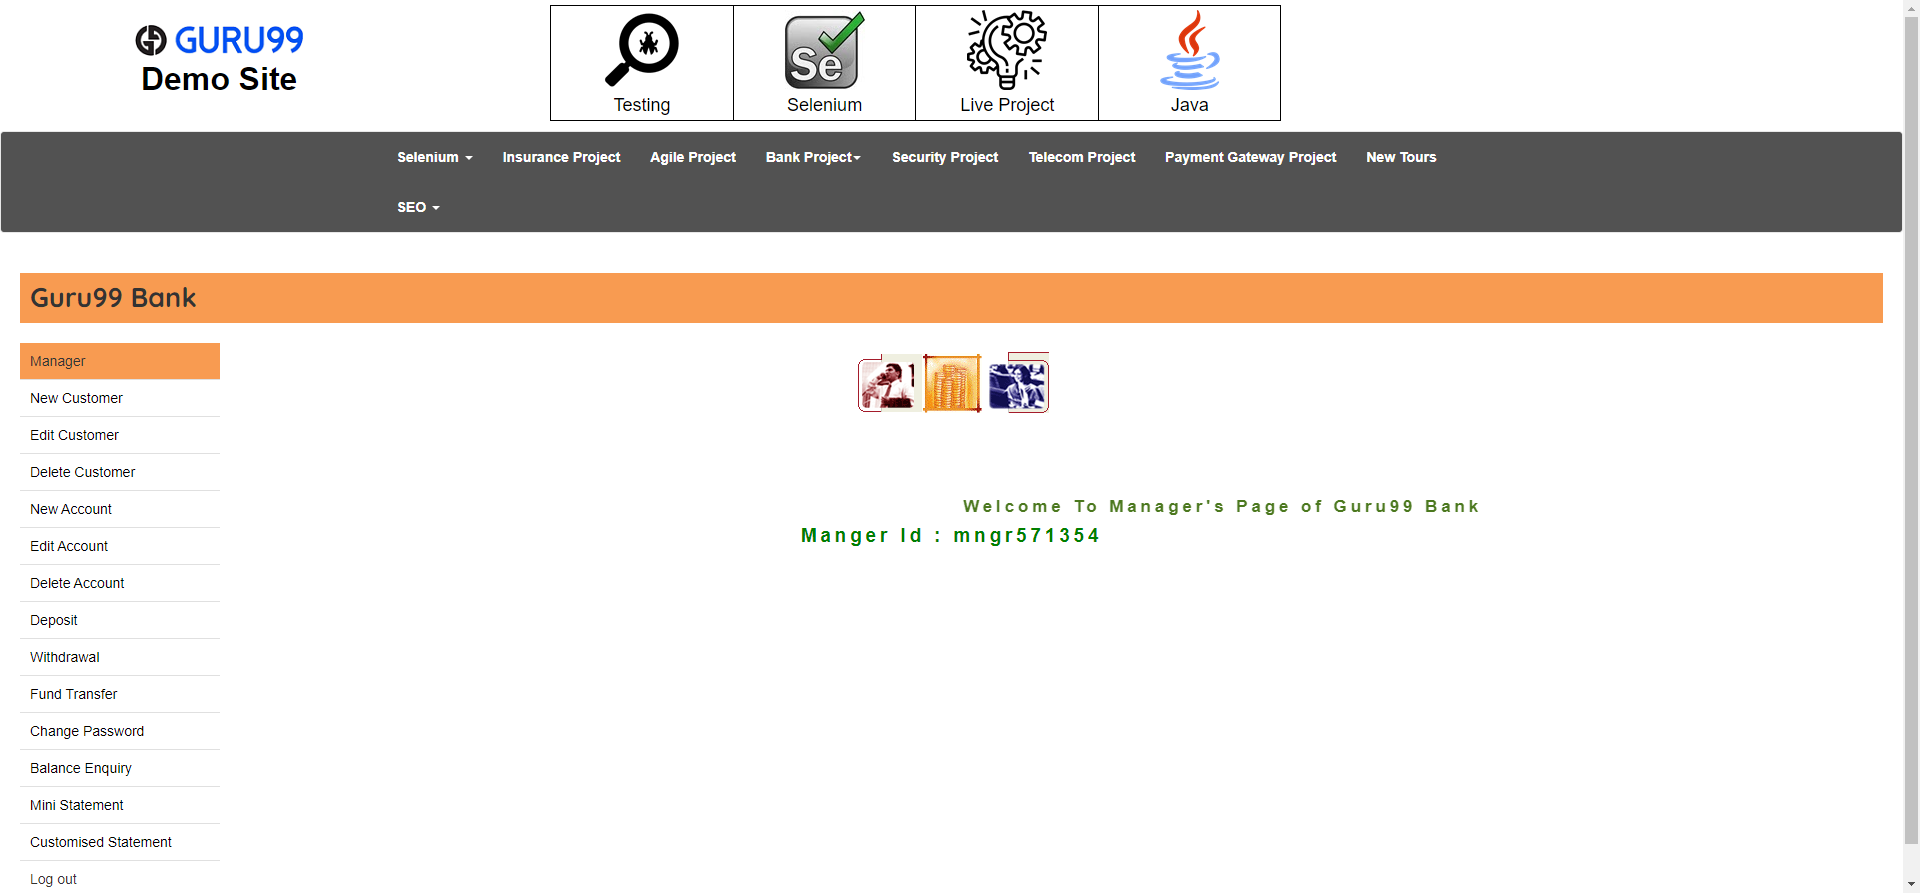 GURU99
Demo Site
Testing
Se
Selenium
Live Project
Java
Selenium
Insurance Project
Agile Project
Bank Project
Security Project
Telecom Project
Payment Gateway Project
New Tours
SEO
Guru99 Bank
Manager
New Customer
Edit Customer
Delete Customer
New Account
Edit Account
Delete Account
Deposit
Withdrawal
Fund Transfer
Change Password
Balance Enquiry
Mini Statement
Customised Statement
Log out
Welcome To Manager's Page of Guru99 Bank
Manger Id : mngr571354